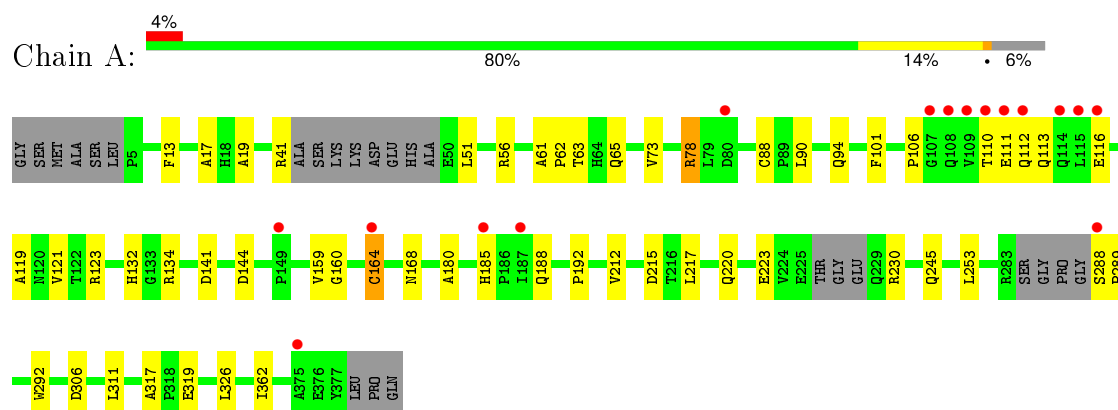 4%
Chain A:
80% 14% • 6%
GLY SER MET ALA SER LEU P5 F13 A17 H18 A19 R41 ALA SER LYS LYS ASP GLU HIS ALA E50 L51 R56 A61 P62 T63 H64 Q65 V73 R78 L79 D80 C88 P89 L90 Q94 F101 P106 G107 Q108 V109 T110 E111 Q112 Q113 Q114 L115 E116
A119 N120 V121 T122 R123 H132 G133 R134 D141 D144 P149 V159 G160 C164 N168 A180 H185 P186 I187 Q188 P192 V212 D215 T216 L217 Q220 E223 V224 E225 THR GLY GLU Q229 R230 Q245 L253 R283 SER GLY PRO GLY S288 P289
W292 D306 L311 A317 P318 E319 L326 I362 A375 E376 Y377 LEU PRO GLN